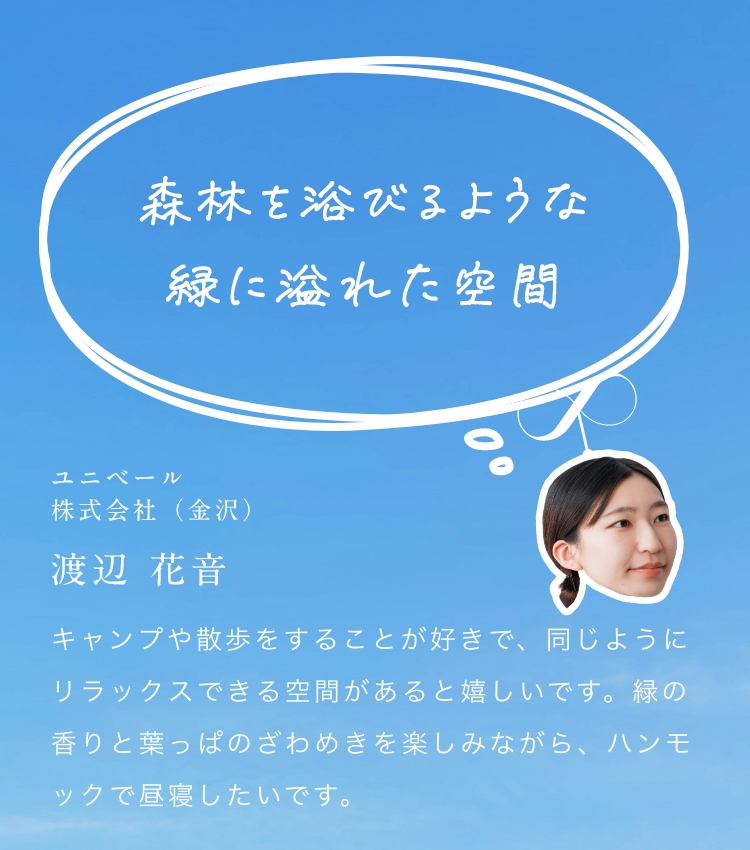 森林を浴びるような
緑に溢れた空間
ユニベール
株式会社（金沢）
渡辺 花音
キャンプや散歩をすることが好きで、同じように
リラックスできる空間があると嬉しいです。緑の
香りと葉っぱのざわめきを楽しみながら、ハンモ
ックで昼寝したいです。